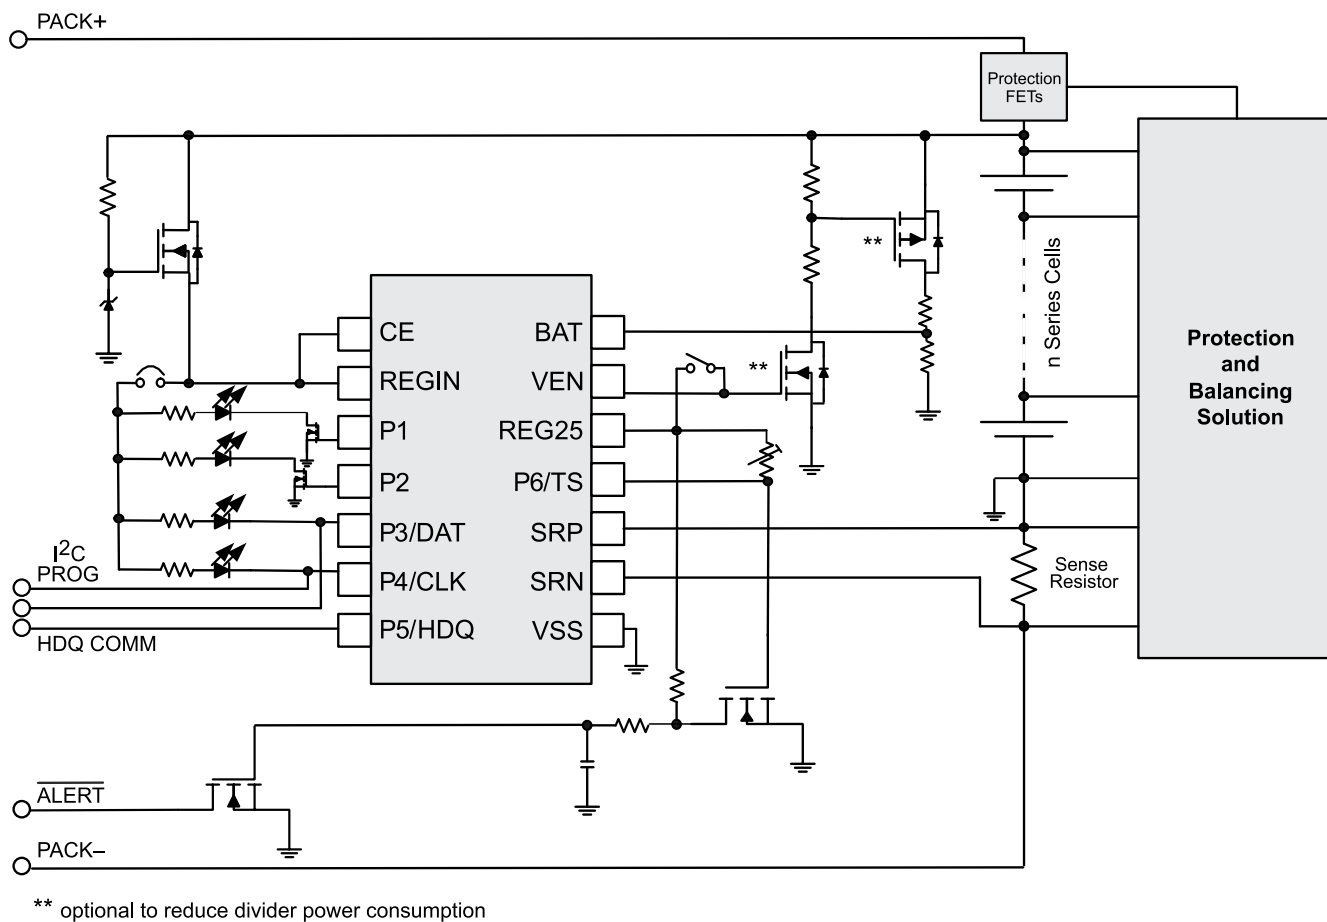 PACK+
Protection
FETs
**
n Series Cells
Protection
and
Balancing
Solution
CE
BAT
REGIN
VEN
**
P1
REG25
P2
P6/TS
P3/DAT
SRP
I²C
PROG
P4/CLK
SRN
Sense
Resistor
P5/HDQ
VSS
HDQ COMM
ALERT
PACK–
** optional to reduce divider power consumption